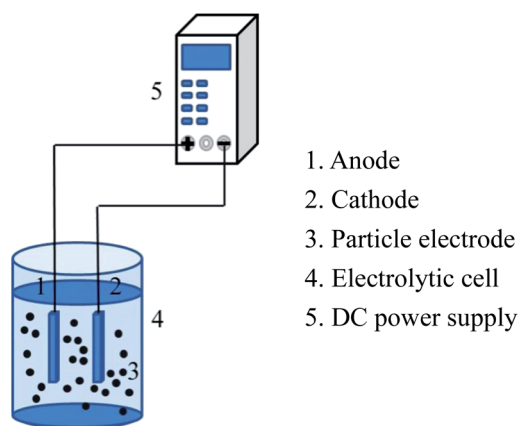 5
+ −
1 2
4
3
1. Anode
2. Cathode
3. Particle electrode
4. Electrolytic cell
5. DC power supply